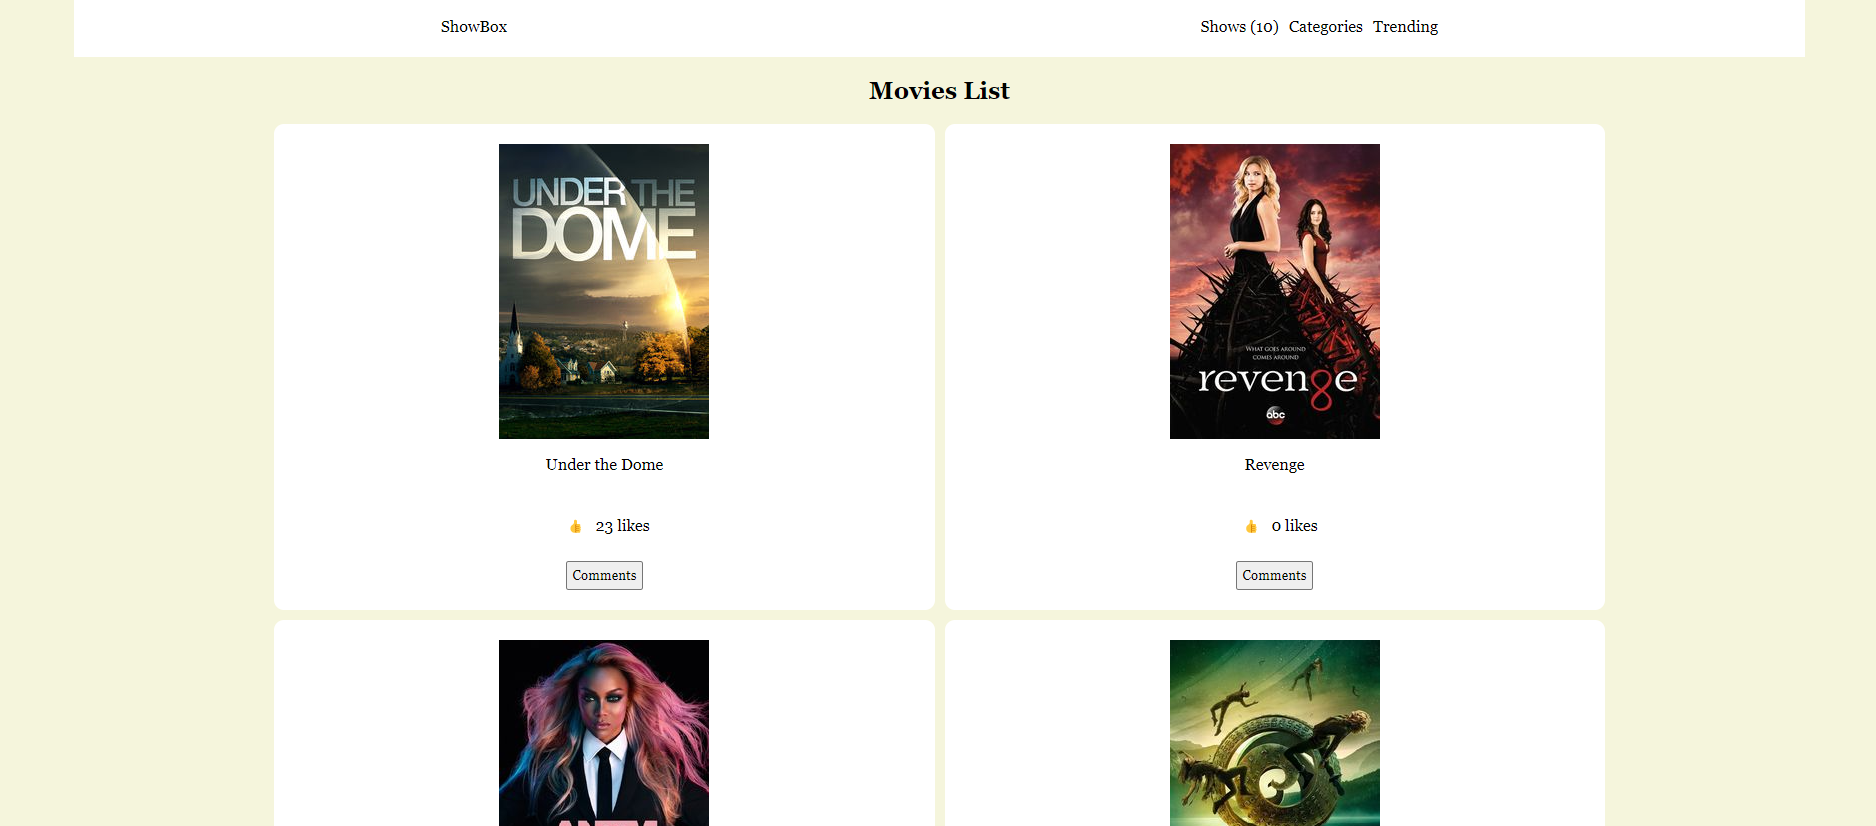 ShowBox
Shows (10) Categories Trending
Movies List
UNDER THE
DOME
Under the Dome
👍 23 likes
Comments
WHAT GOES AROUND
COMES AROUND
revenge
abc
Revenge
👍 0 likes
Comments